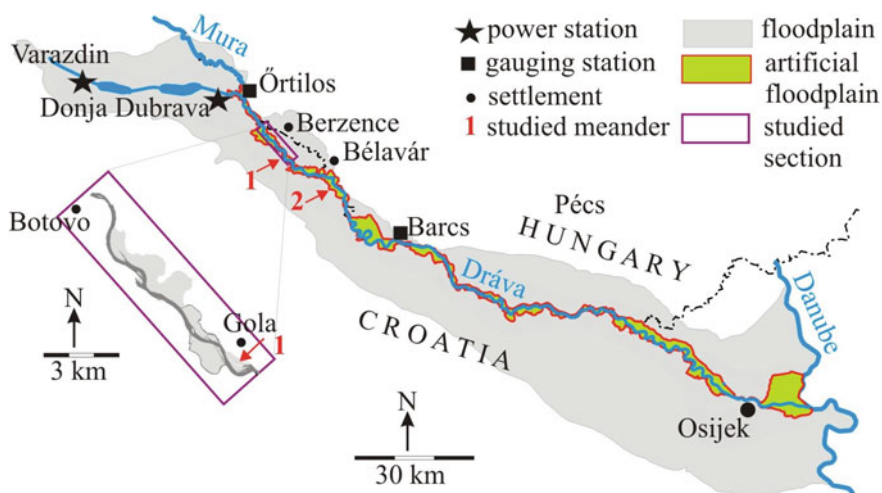 Mura
Varazdin
Őrtilos
Donja Dubrava
Berzence
Bélavár
1
2
Botovo
Barcs
Pécs
HUNGARY
Dráva
Danube
CROATIA
N
Gola
1
3 km
N
30 km
Osijek
power station
gauging station
settlement
1 studied meander
floodplain
artificial
floodplain
studied
section